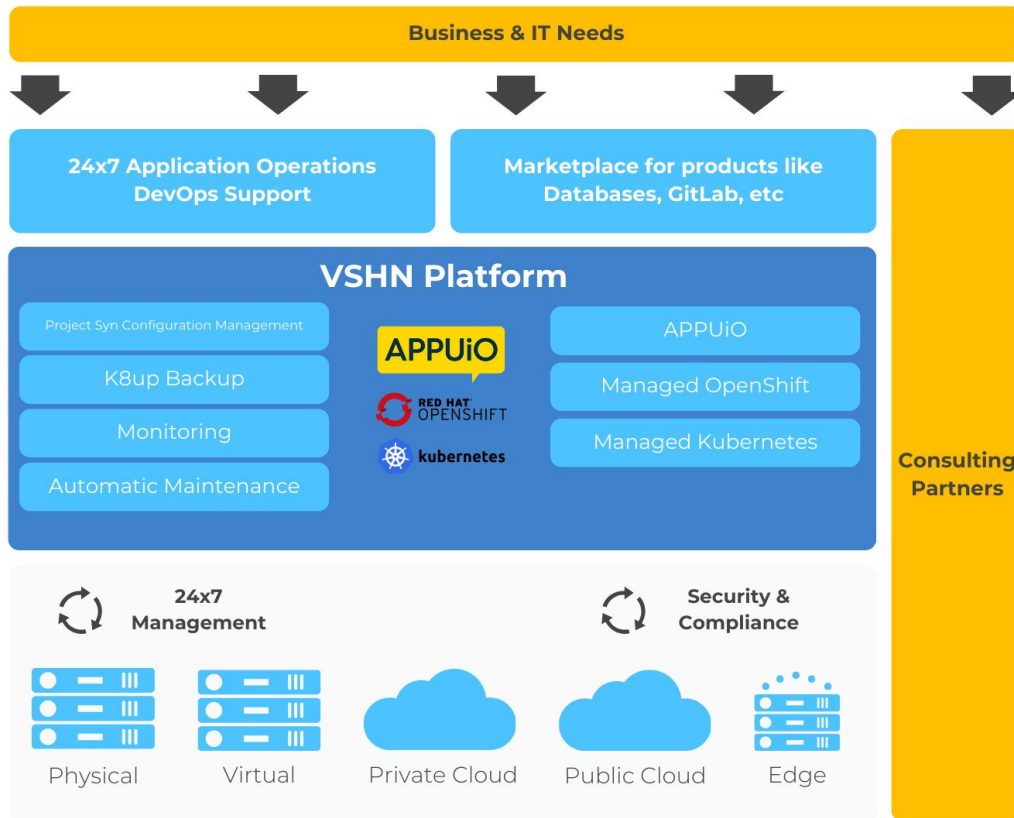 Business & IT Needs
24x7 Application Operations
DevOps Support
Marketplace for products like
Databases, GitLab, etc
VSHN Platform
Project Syn Configuration Management
K8up Backup
Monitoring
Automatic Maintenance
APPUiO
RED HAT
OPENSHIFT
kubernetes
APPUiO
Managed OpenShift
Managed Kubernetes
Consulting
Partners
24x7
Management
Security &
Compliance
Physical
Virtual
Private Cloud
Public Cloud
Edge